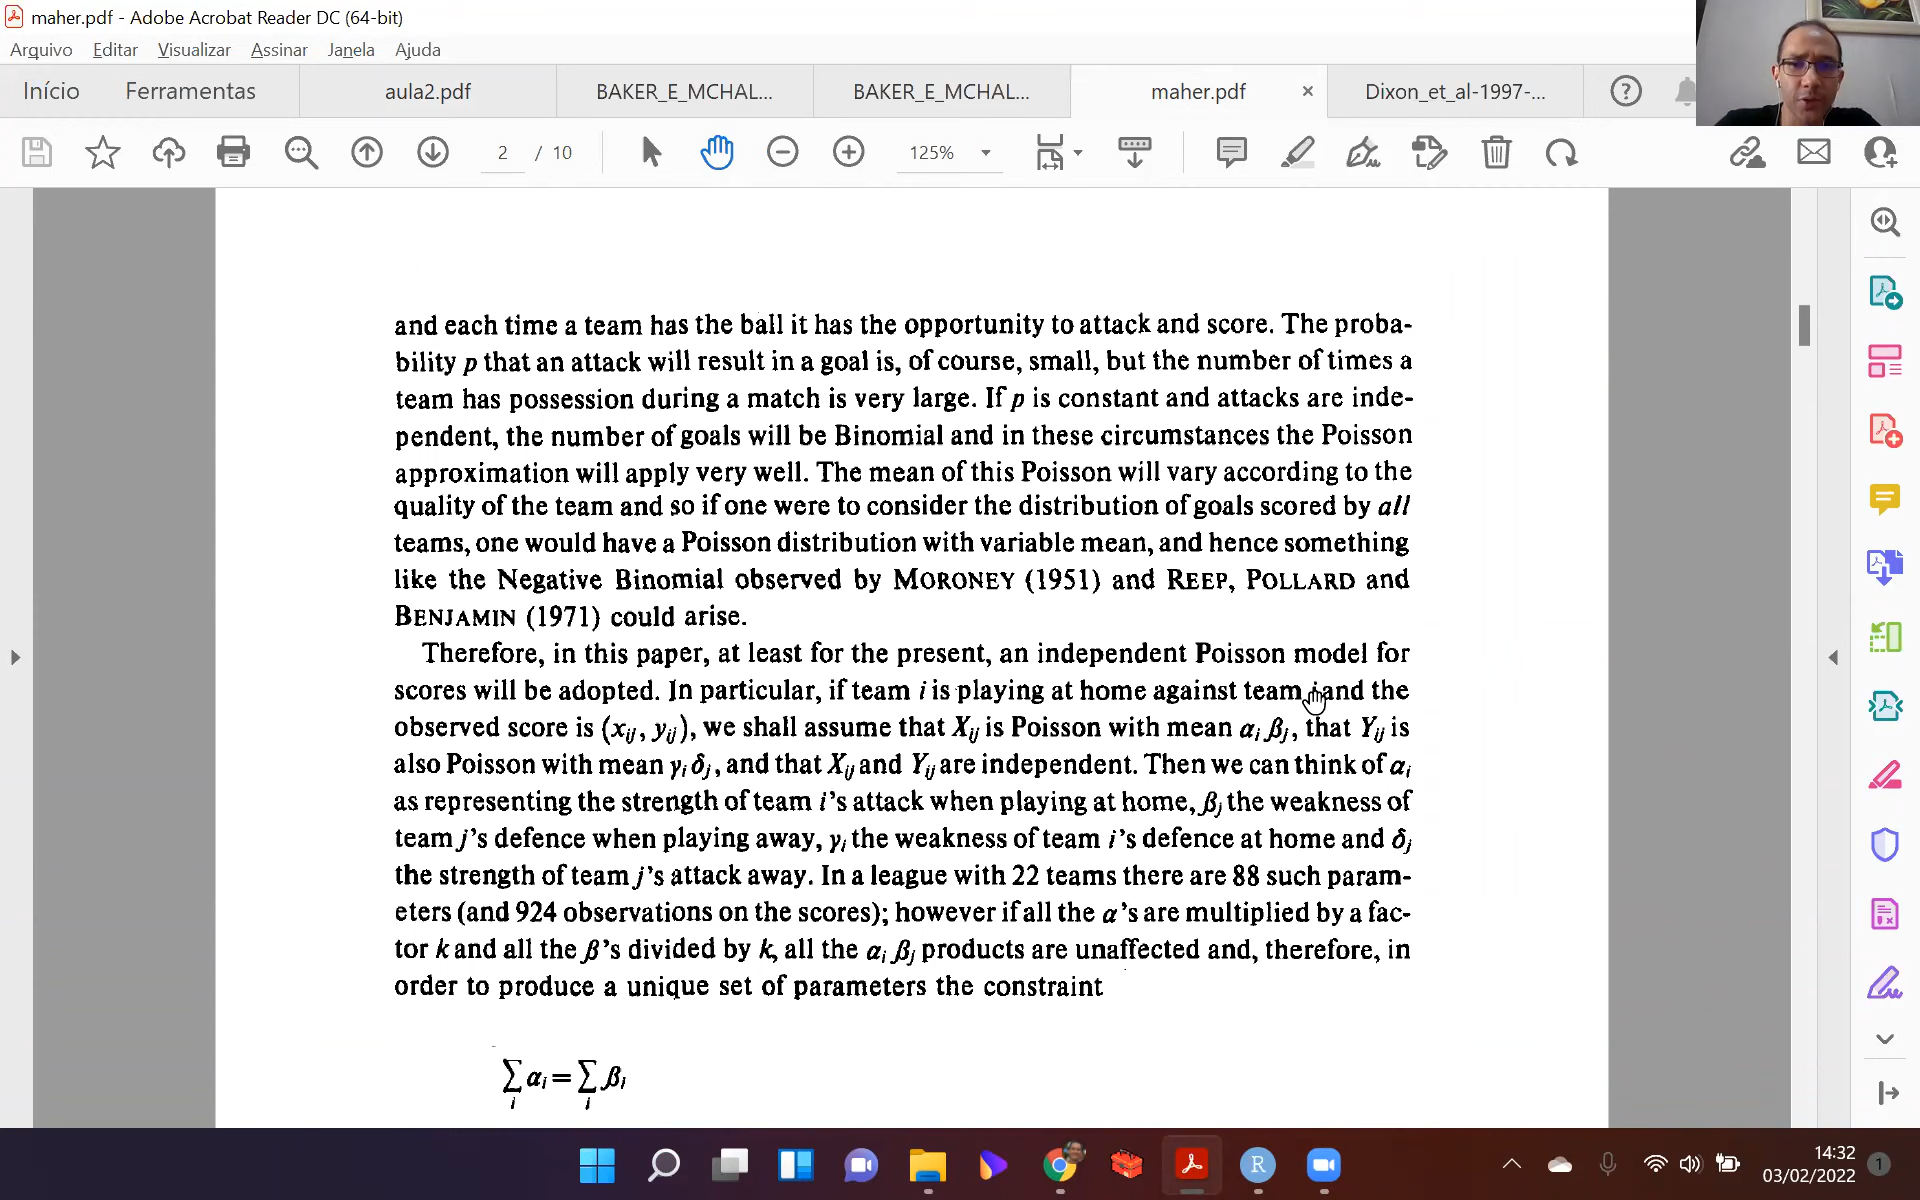 maher.pdf - Adobe Acrobat Reader DC (64-bit)
Arquivo Editar Visualizar Assinar Janela Ajuda
Início Ferramentas aula2.pdf BAKER_E_MCHAL... BAKER_E_MCHAL... maher.pdf × Dixon_et_al-1997-...
2 / 10 125%
and each time a team has the ball it has the opportunity to attack and score. The proba-
bility p that an attack will result in a goal is, of course, small, but the number of times a
team has possession during a match is very large. If p is constant and attacks are inde-
pendent, the number of goals will be Binomial and in these circumstances the Poisson
approximation will apply very well. The mean of this Poisson will vary according to the
quality of the team and so if one were to consider the distribution of goals scored by all
teams, one would have a Poisson distribution with variable mean, and hence something
like the Negative Binomial observed by MORONEY (1951) and REEP, POLLARD and
BENJAMIN (1971) could arise.
Therefore, in this paper, at least for the present, an independent Poisson model for
scores will be adopted. In particular, if team i is playing at home against team and the
observed score is (xᵢⱼ, yᵢⱼ), we shall assume that Xᵢⱼ is Poisson with mean αᵢ βⱼ, that Yᵢⱼ is
also Poisson with mean γᵢ δⱼ, and that Xᵢⱼ and Yᵢⱼ are independent. Then we can think of αᵢ
as representing the strength of team i's attack when playing at home, βⱼ the weakness of
team j's defence when playing away, γᵢ the weakness of team i's defence at home and δⱼ
the strength of team j's attack away. In a league with 22 teams there are 88 such param-
eters (and 924 observations on the scores); however if all the α's are multiplied by a fac-
tor k and all the β's divided by k, all the αᵢ βⱼ products are unaffected and, therefore, in
order to produce a unique set of parameters the constraint
∑ αᵢ = ∑ βᵢ
i i
14:32
03/02/2022 1